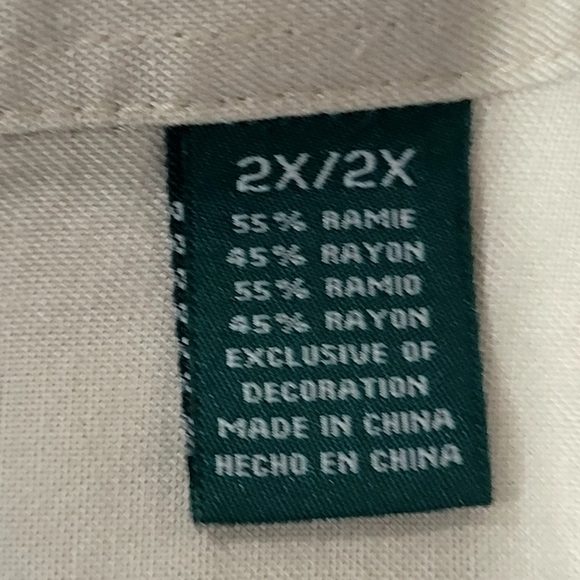 2X/2X
55% RAMIE
45% RAYON
55% RAMIO
45% RAYON
EXCLUSIVE OF
DECORATION
MADE IN CHINA
HECHO EN CHINA